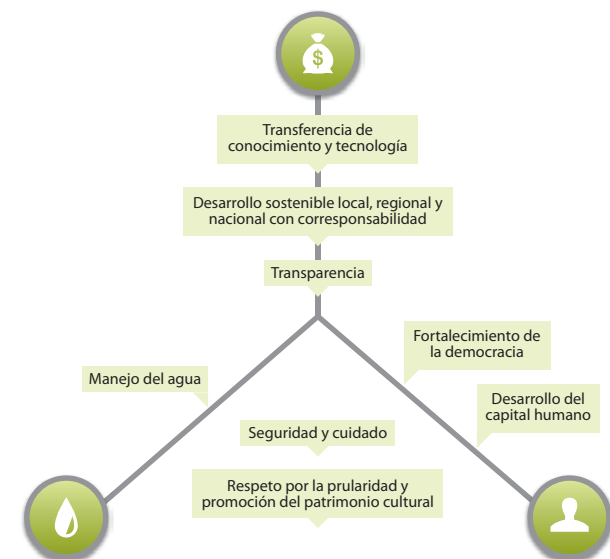 $
Transferencia de
conocimiento y tecnología
Desarrollo sostenible local, regional y
nacional con corresponsabilidad
Transparencia
Fortalecimiento de
la democracia
Manejo del agua
Desarrollo del
capital humano
Seguridad y cuidado
Respeto por la prularidad y
promoción del patrimonio cultural